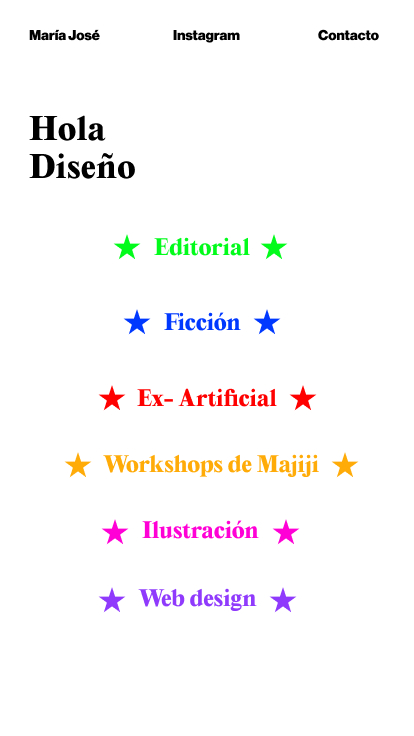 María José
Instagram
Contacto
Hola
Diseño
Editorial
Ficción
Ex- Artificial
Workshops de Majiji
Ilustración
Web design